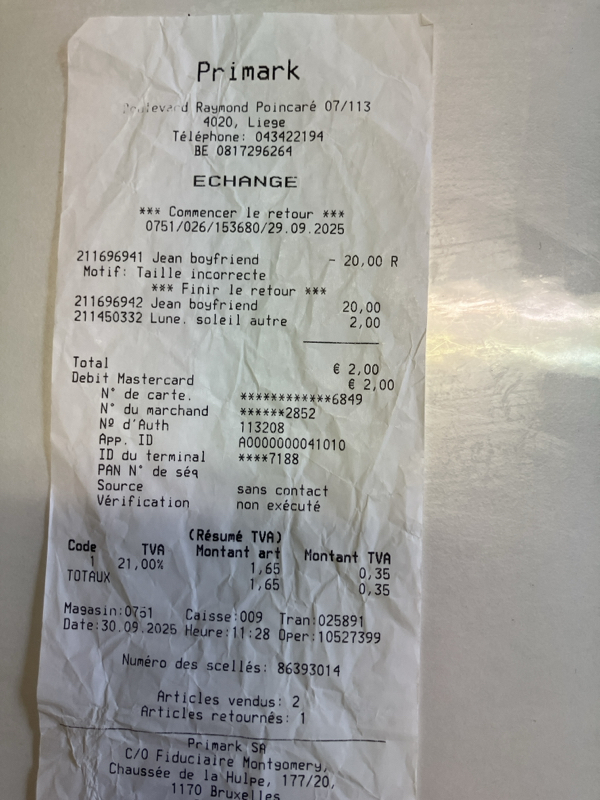 Primark
Boulevard Raymond Poincaré 07/113
4020, Liege
Téléphone: 043422194
BE 0817296264
ECHANGE
*** Commencer le retour ***
0751/026/153680/29.09.2025
211696941 Jean boyfriend - 20,00 R
Motif: Taille incorrecte
*** Finir le retour ***
211696942 Jean boyfriend 20,00
211450332 Lune. soleil autre 2,00
Total € 2,00
Debit Mastercard € 2,00
N° de carte. ************6849
N° du marchand ******2852
Nº d'Auth 113208
App. ID A0000000041010
ID du terminal ****7188
PAN N° de séq
Source sans contact
Vérification non exécuté
(Résumé TVA)
Code TVA Montant art Montant TVA
1 21,00% 1,65 0,35
TOTAUX 1,65 0,35
Magasin:0751 Caisse:009 Tran:025891
Date:30.09.2025 Heure:11:28 Oper:10527399
Numéro des scellés: 86393014
Articles vendus: 2
Articles retournés: 1
Primark SA
C/O Fiduciaire Montgomery,
Chaussée de la Hulpe, 177/20,
1170 Bruxelles